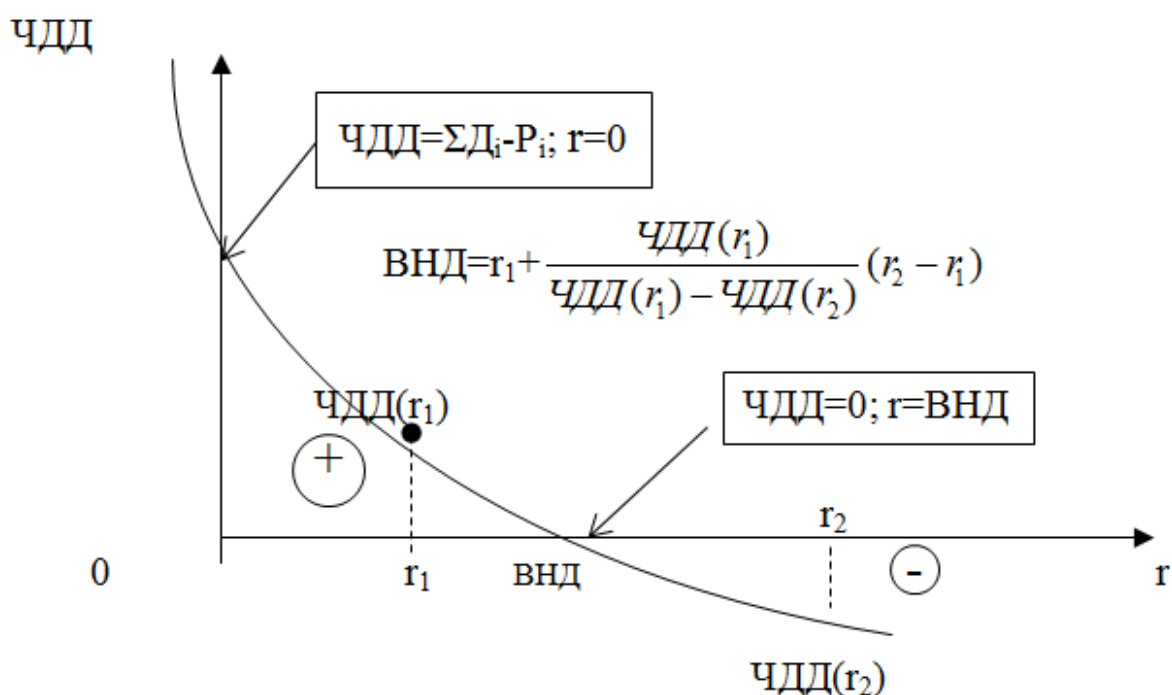 ЧДД
ЧДД=ΣДᵢ-Pᵢ; r=0
ВНД=r₁+ЧДД(r₁)/(ЧДД(r₁)-ЧДД(r₂))(r₂-r₁)
ЧДД(r₁)
ЧДД=0; r=ВНД
+
r₂
0
r₁
ВНД
-
r
ЧДД(r₂)